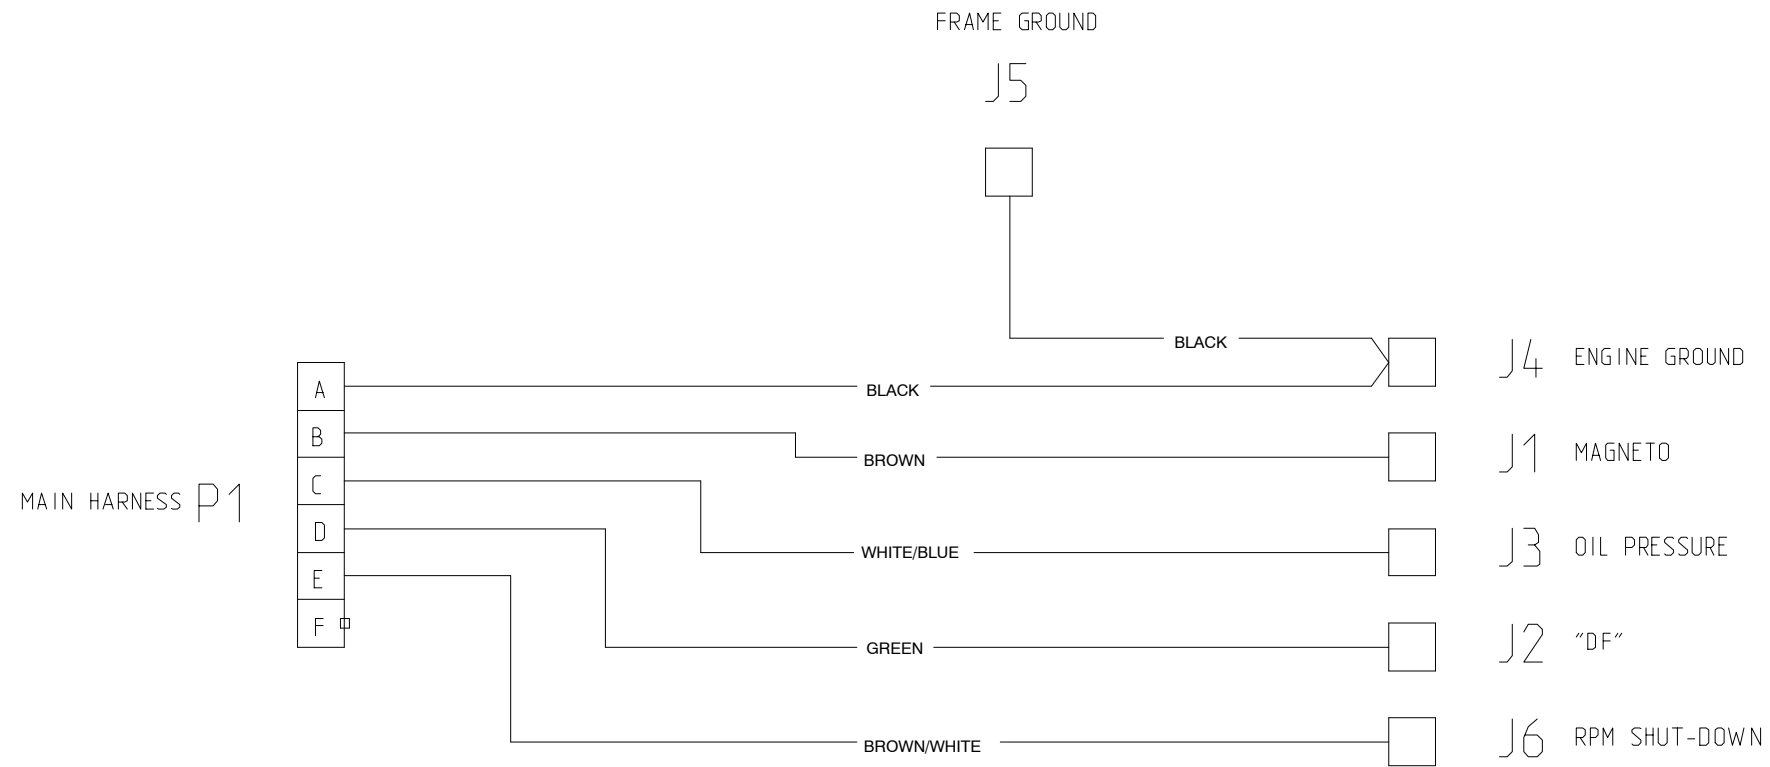 FRAME GROUND
J5
BLACK
J4 ENGINE GROUND
A
BLACK
B
BROWN
J1 MAGNETO
C
MAIN HARNESS P1
D
WHITE/BLUE
J3 OIL PRESSURE
E
F
GREEN
J2 "DF"
BROWN/WHITE
J6 RPM SHUT-DOWN